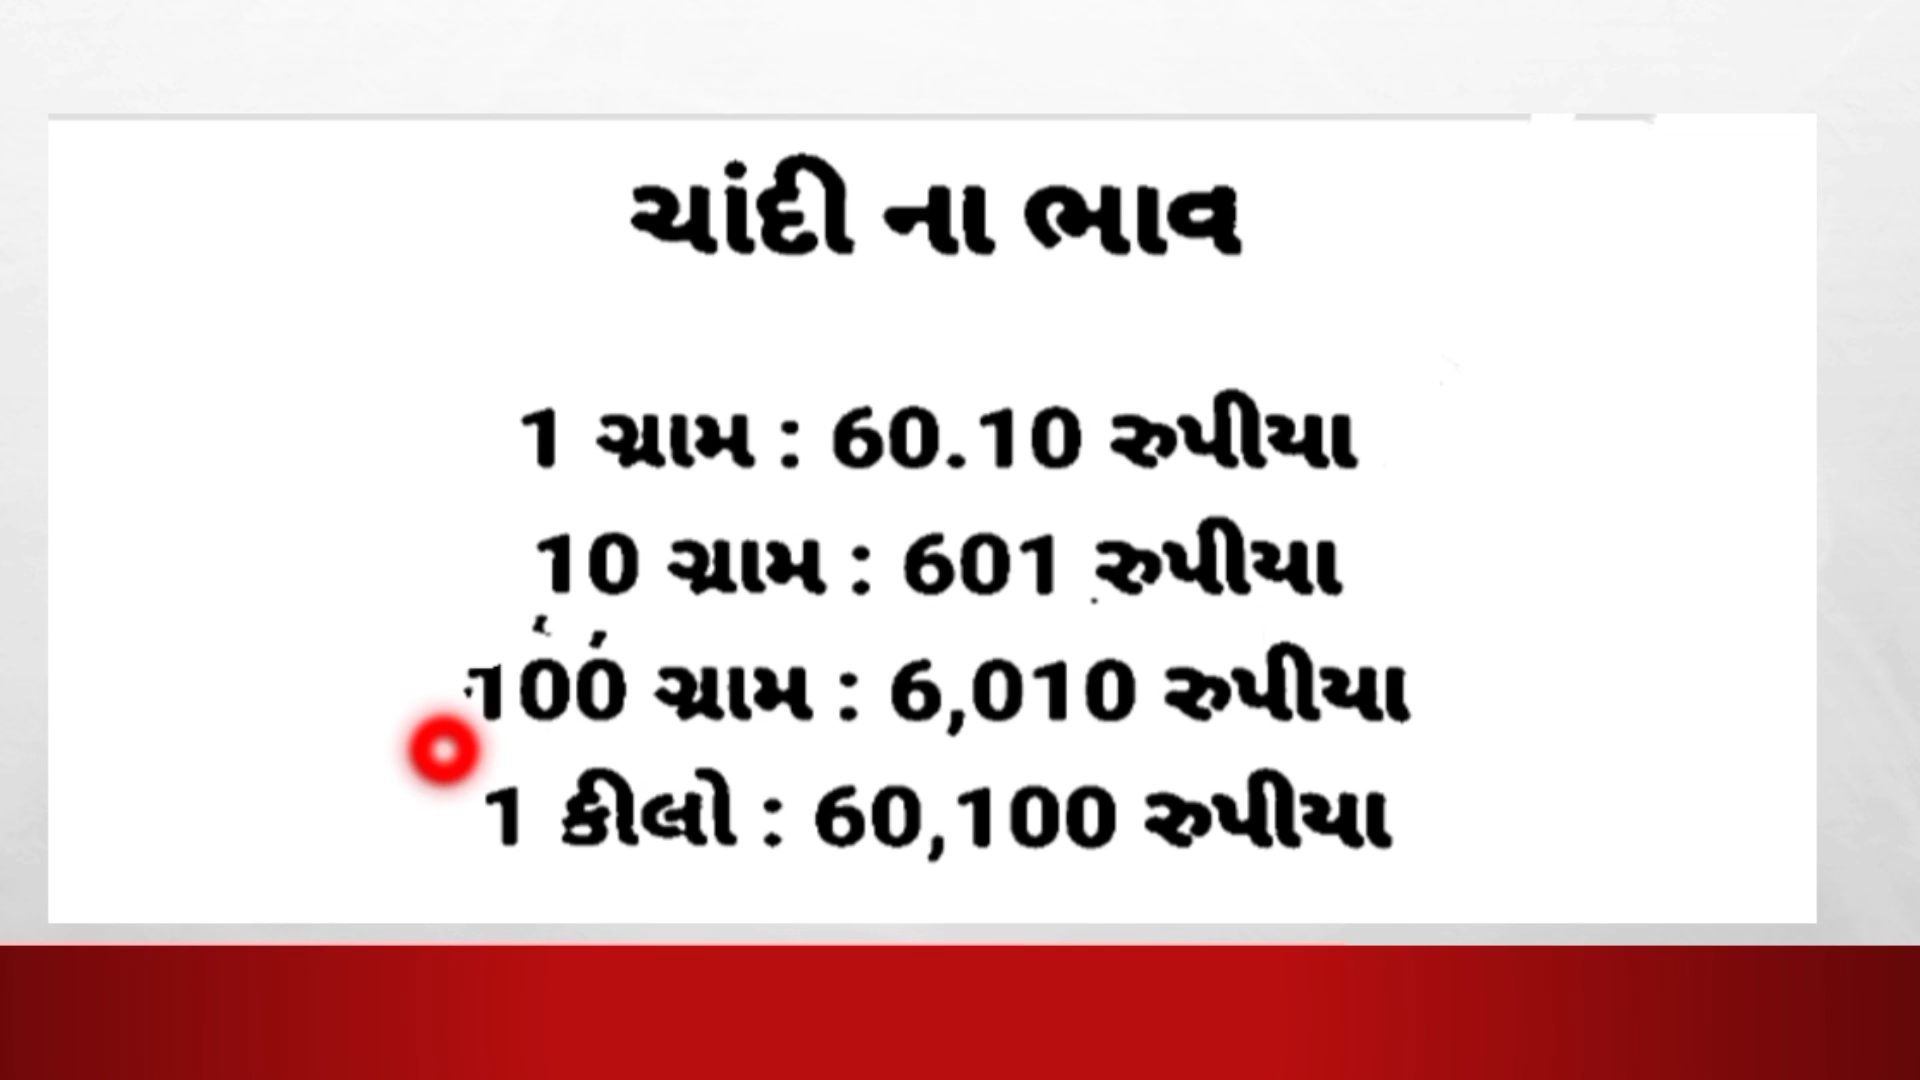 ચાંદી ના ભાવ
1 ગ્રામ : 60.10 રુપીયા
10 ગ્રામ : 601 રુપીયા
100 ગ્રામ : 6,010 રુપીયા
1 કીલો : 60,100 રુપીયા